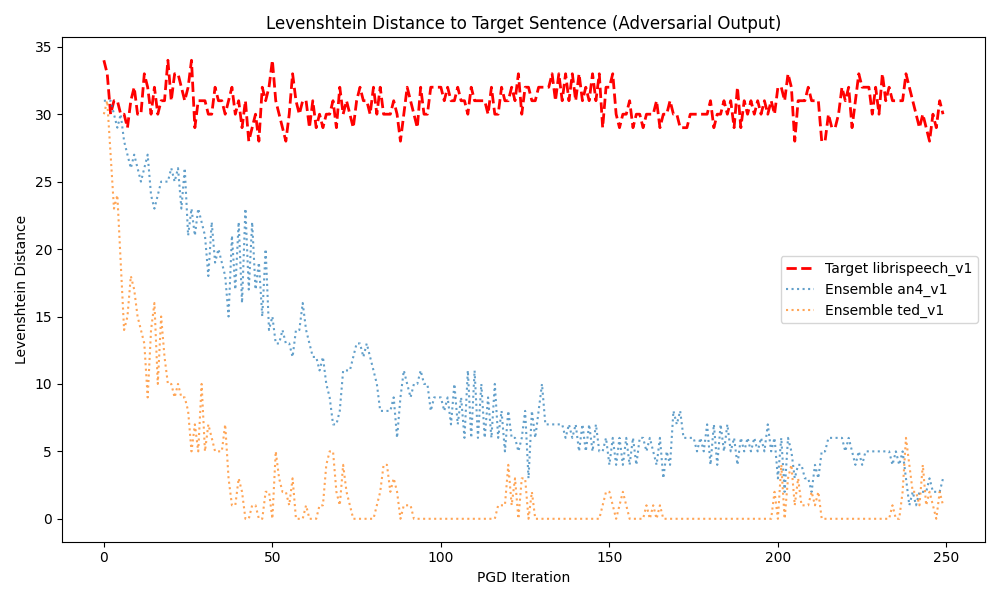 Levenshtein Distance to Target Sentence (Adversarial Output)
35
30
25
20
15
10
5
0
Levenshtein Distance
Target librispeech_v1
Ensemble an4_v1
Ensemble ted_v1
0 50 100 150 200 250
PGD Iteration